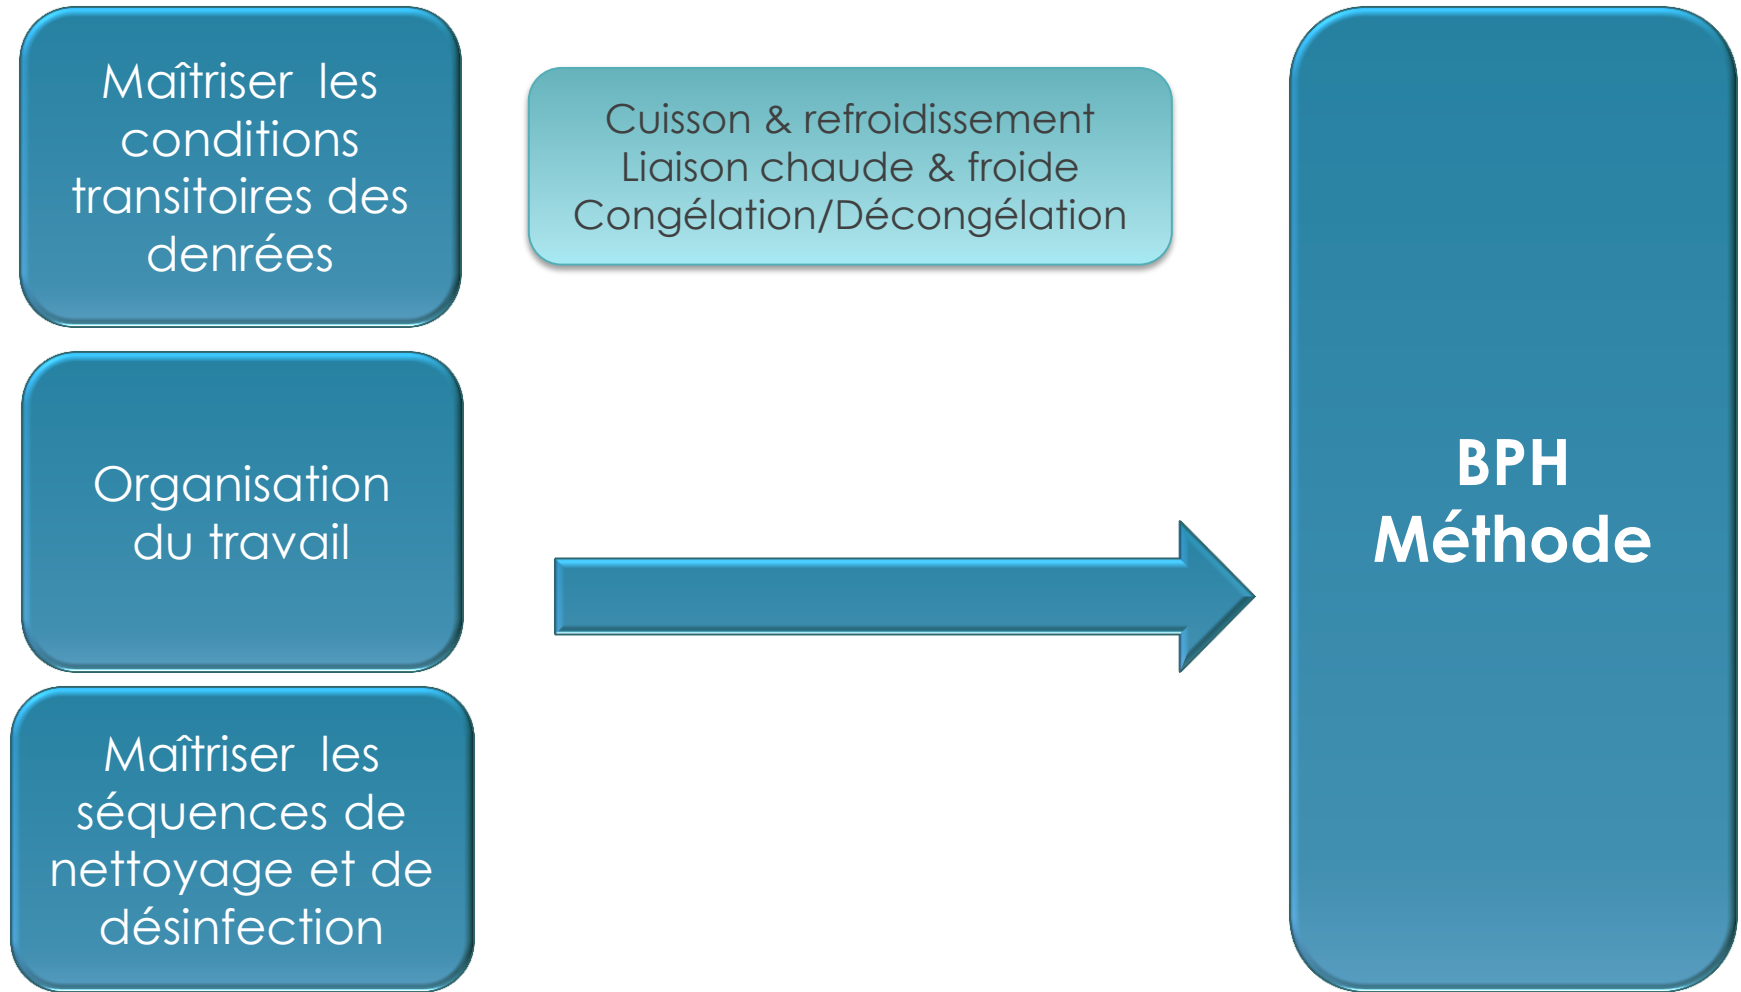 Maîtriser les
conditions
transitoires des
denrées
Cuisson & refroidissement
Liaison chaude & froide
Congélation/Décongélation
Organisation
du travail
Maîtriser les
séquences de
nettoyage et de
désinfection
BPH
Méthode